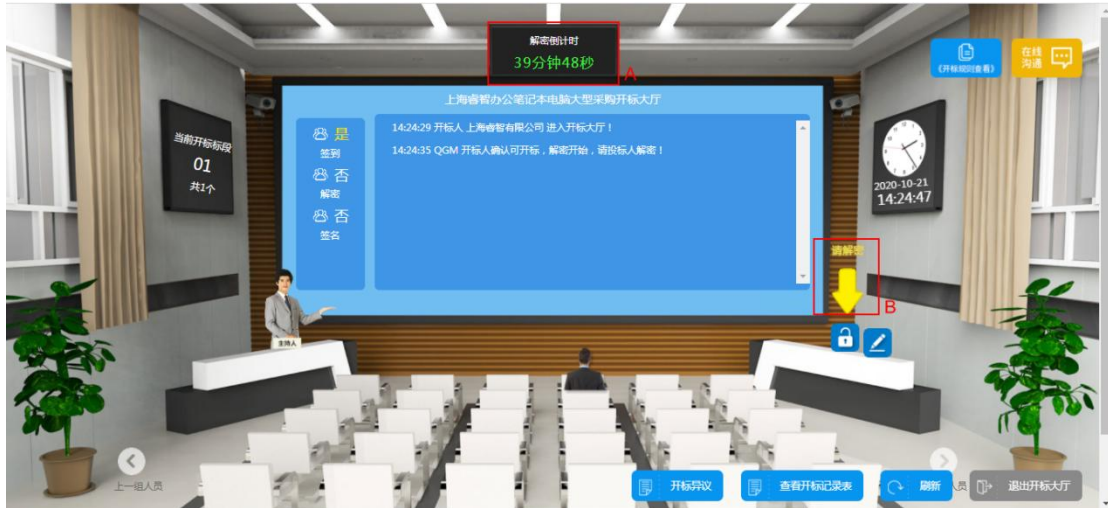 解密倒计时
39分钟48秒
A
《开标规则查看》
在线
沟通
上海睿智办公笔记本电脑大型采购开标大厅
当前开标标段
01
共1个
是
签到
否
解密
否
签名
14:24:29 开标人 上海睿智有限公司 进入开标大厅！
14:24:35 QGM 开标人确认可开标，解密开始，请投标人解密！
2020-10-21
14:24:47
请解密
B
主持人
上一组人员
开标异议
查看开标记录表
刷新
人员
退出开标大厅